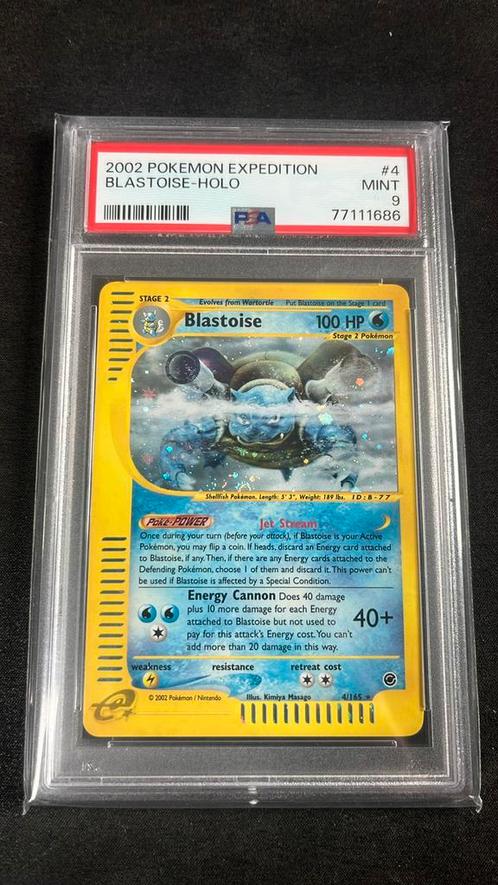 2002 POKEMON EXPEDITION #4
BLASTOISE-HOLO MINT
9
PSA 77111686
STAGE 2 Evolves from Wartortle Put Blastoise on the Stage 1 card
Blastoise 100 HP
Stage 2 Pokémon
Shellfish Pokémon. Length: 5' 3", Weight: 189 lbs. ID: B-77
Poké-POWER Jet Stream
Once during your turn (before your attack), if Blastoise is your Active
Pokémon, you may flip a coin. If heads, discard an Energy card attached
to Blastoise, if any. Then, if there are any Energy cards attached to the
Defending Pokémon, choose 1 of them and discard it. This power can't
be used if Blastoise is affected by a Special Condition.
Energy Cannon Does 40 damage
plus 10 more damage for each Energy
attached to Blastoise but not used to
pay for this attack's Energy cost. You can't
add more than 20 damage in this way.
40+
weakness resistance retreat cost
© 2002 Pokémon / Nintendo Illus. Kimiya Masago 4/165 ★
e